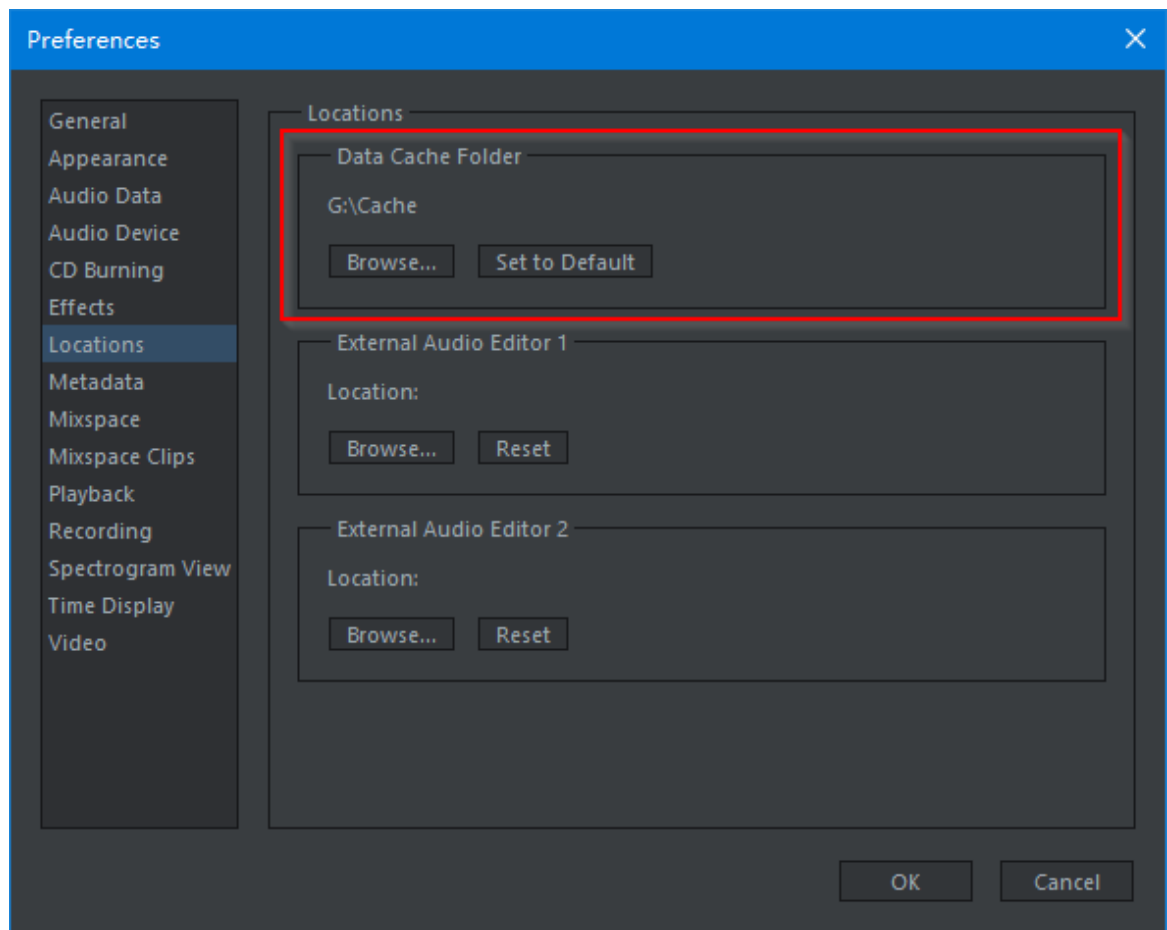 Preferences
General
Appearance
Audio Data
Audio Device
CD Burning
Effects
Locations
Metadata
Mixspace
Mixspace Clips
Playback
Recording
Spectrogram View
Time Display
Video
Locations
Data Cache Folder
G:\Cache
Browse... Set to Default
External Audio Editor 1
Location:
Browse... Reset
External Audio Editor 2
Location:
Browse... Reset
OK Cancel